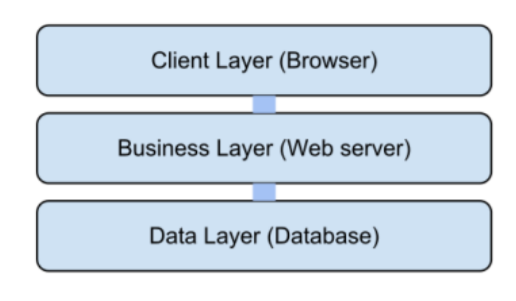 Client Layer (Browser)
Business Layer (Web server)
Data Layer (Database)